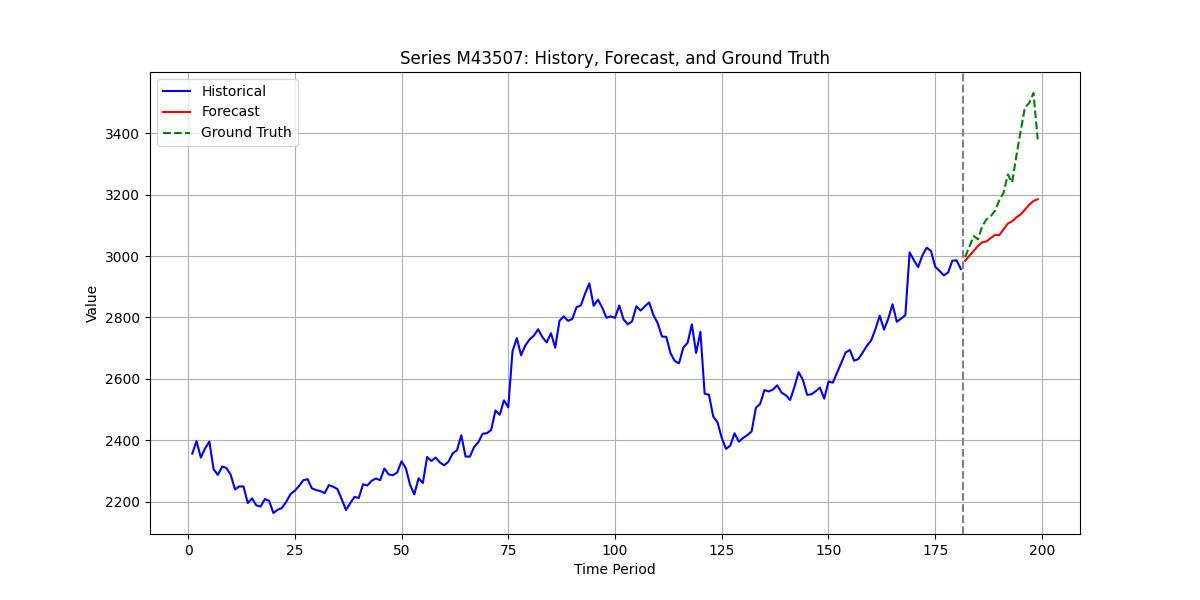 Series M43507: History, Forecast, and Ground Truth
Historical
Forecast
Ground Truth
Value
3400
3200
3000
2800
2600
2400
2200
0 25 50 75 100 125 150 175 200
Time Period